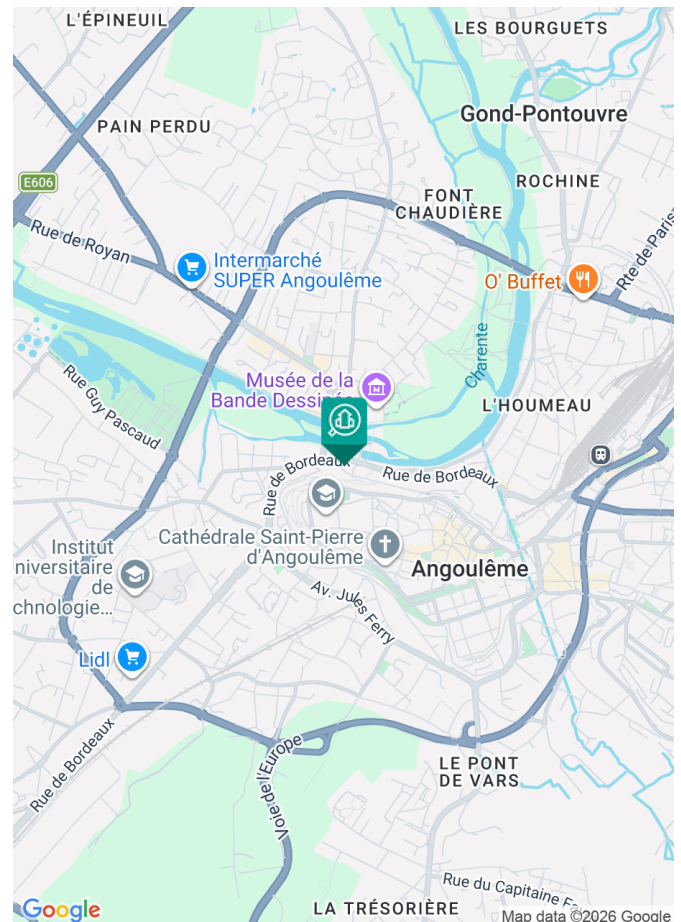 L'ÉPINEUIL
LES BOURGUETS
Gond-Pontouvre
PAIN PERDU
ROCHINE
E606
FONT
CHAUDIÈRE
Rue de Royan
Rte de Paris
Intermarché
SUPER Angoulême
O' Buffet
Charente
Musée de la
Bande Dessinée
Rue Guy Pascaud
L'HOUMEAU
Rue de Bordeaux
Rue de Bordeaux
Rue de Bordeaux
Cathédrale Saint-Pierre
d'Angoulême
Angoulême
Institut
niversitaire
de
chnologie...
Av. Jules Ferry
Lidl
Rue de Bordeaux
Voie de l'Europe
LE PONT
DE VARS
Rue du Capitaine
LA TRÉSORIÈRE
Google
Map data ©2026 Google